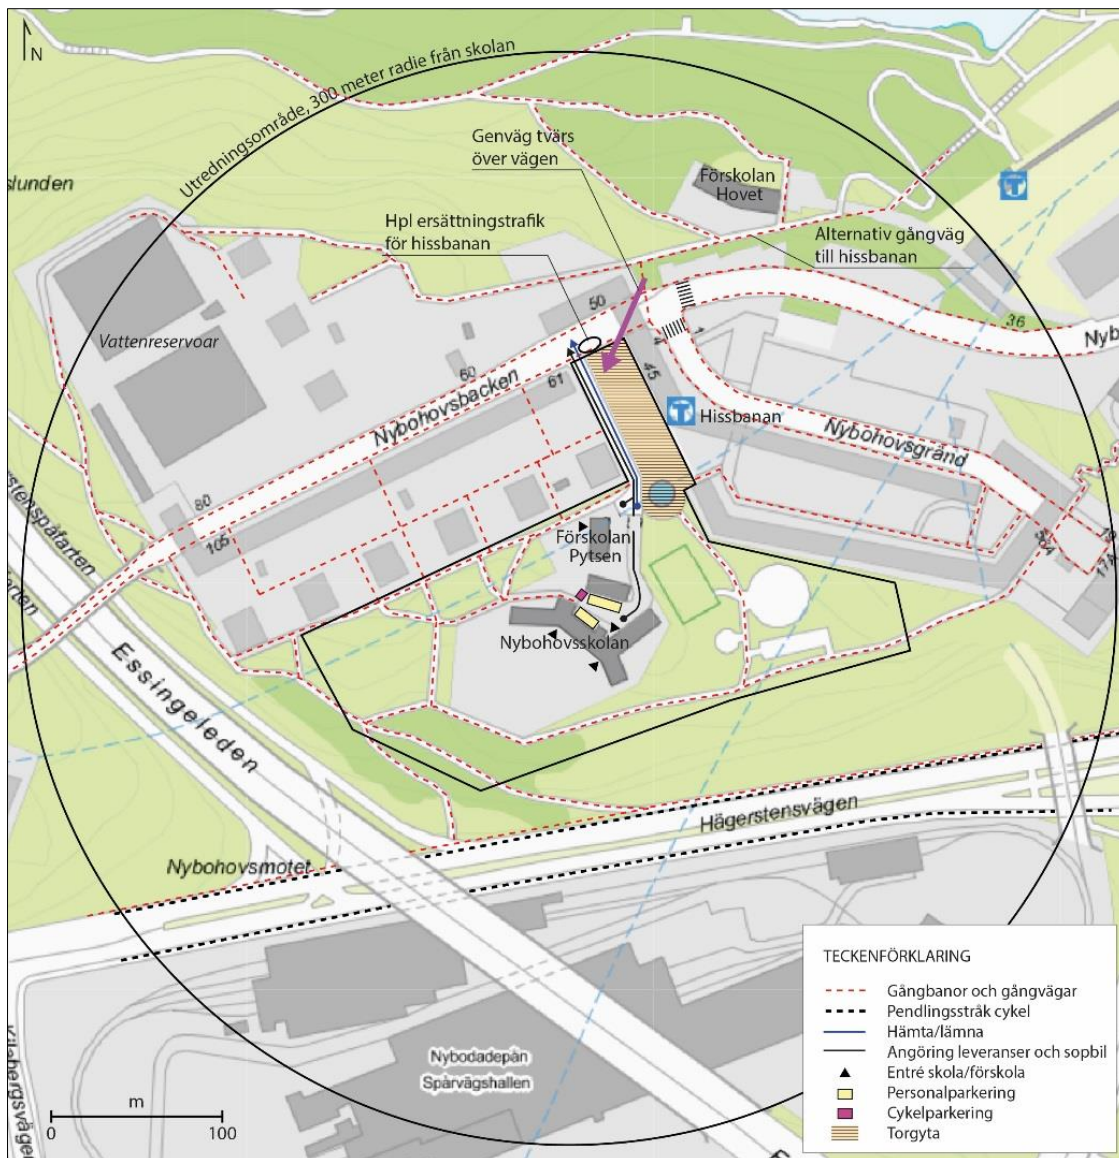 N
Utredningsområde, 300 meter radie från skolan
Genväg tvärs
över vägen
slunden
Förskolan
Hovet
T
Hpl ersättningstrafik
för hissbanan
Alternativ gångväg
till hissbanan
50
36
Vattenreservoar
60
61
45
4
Nybohovsbacken
T
Hissbanan
Nybohovsgränd
80
105
Förskolan
Pytsen
Nybohovsskolan
Essingeleden
Hägerstensvägen
Nybohovsmotet
Nybodadepån
Spårvägshallen
m
0
100
TECKENFÖRKLARING
Gångbanor och gångvägar
Pendlingsstråk cykel
Hämta/lämna
Angöring leveranser och sopbil
Entré skola/förskola
Personalparkering
Cykelparkering
Torgyta